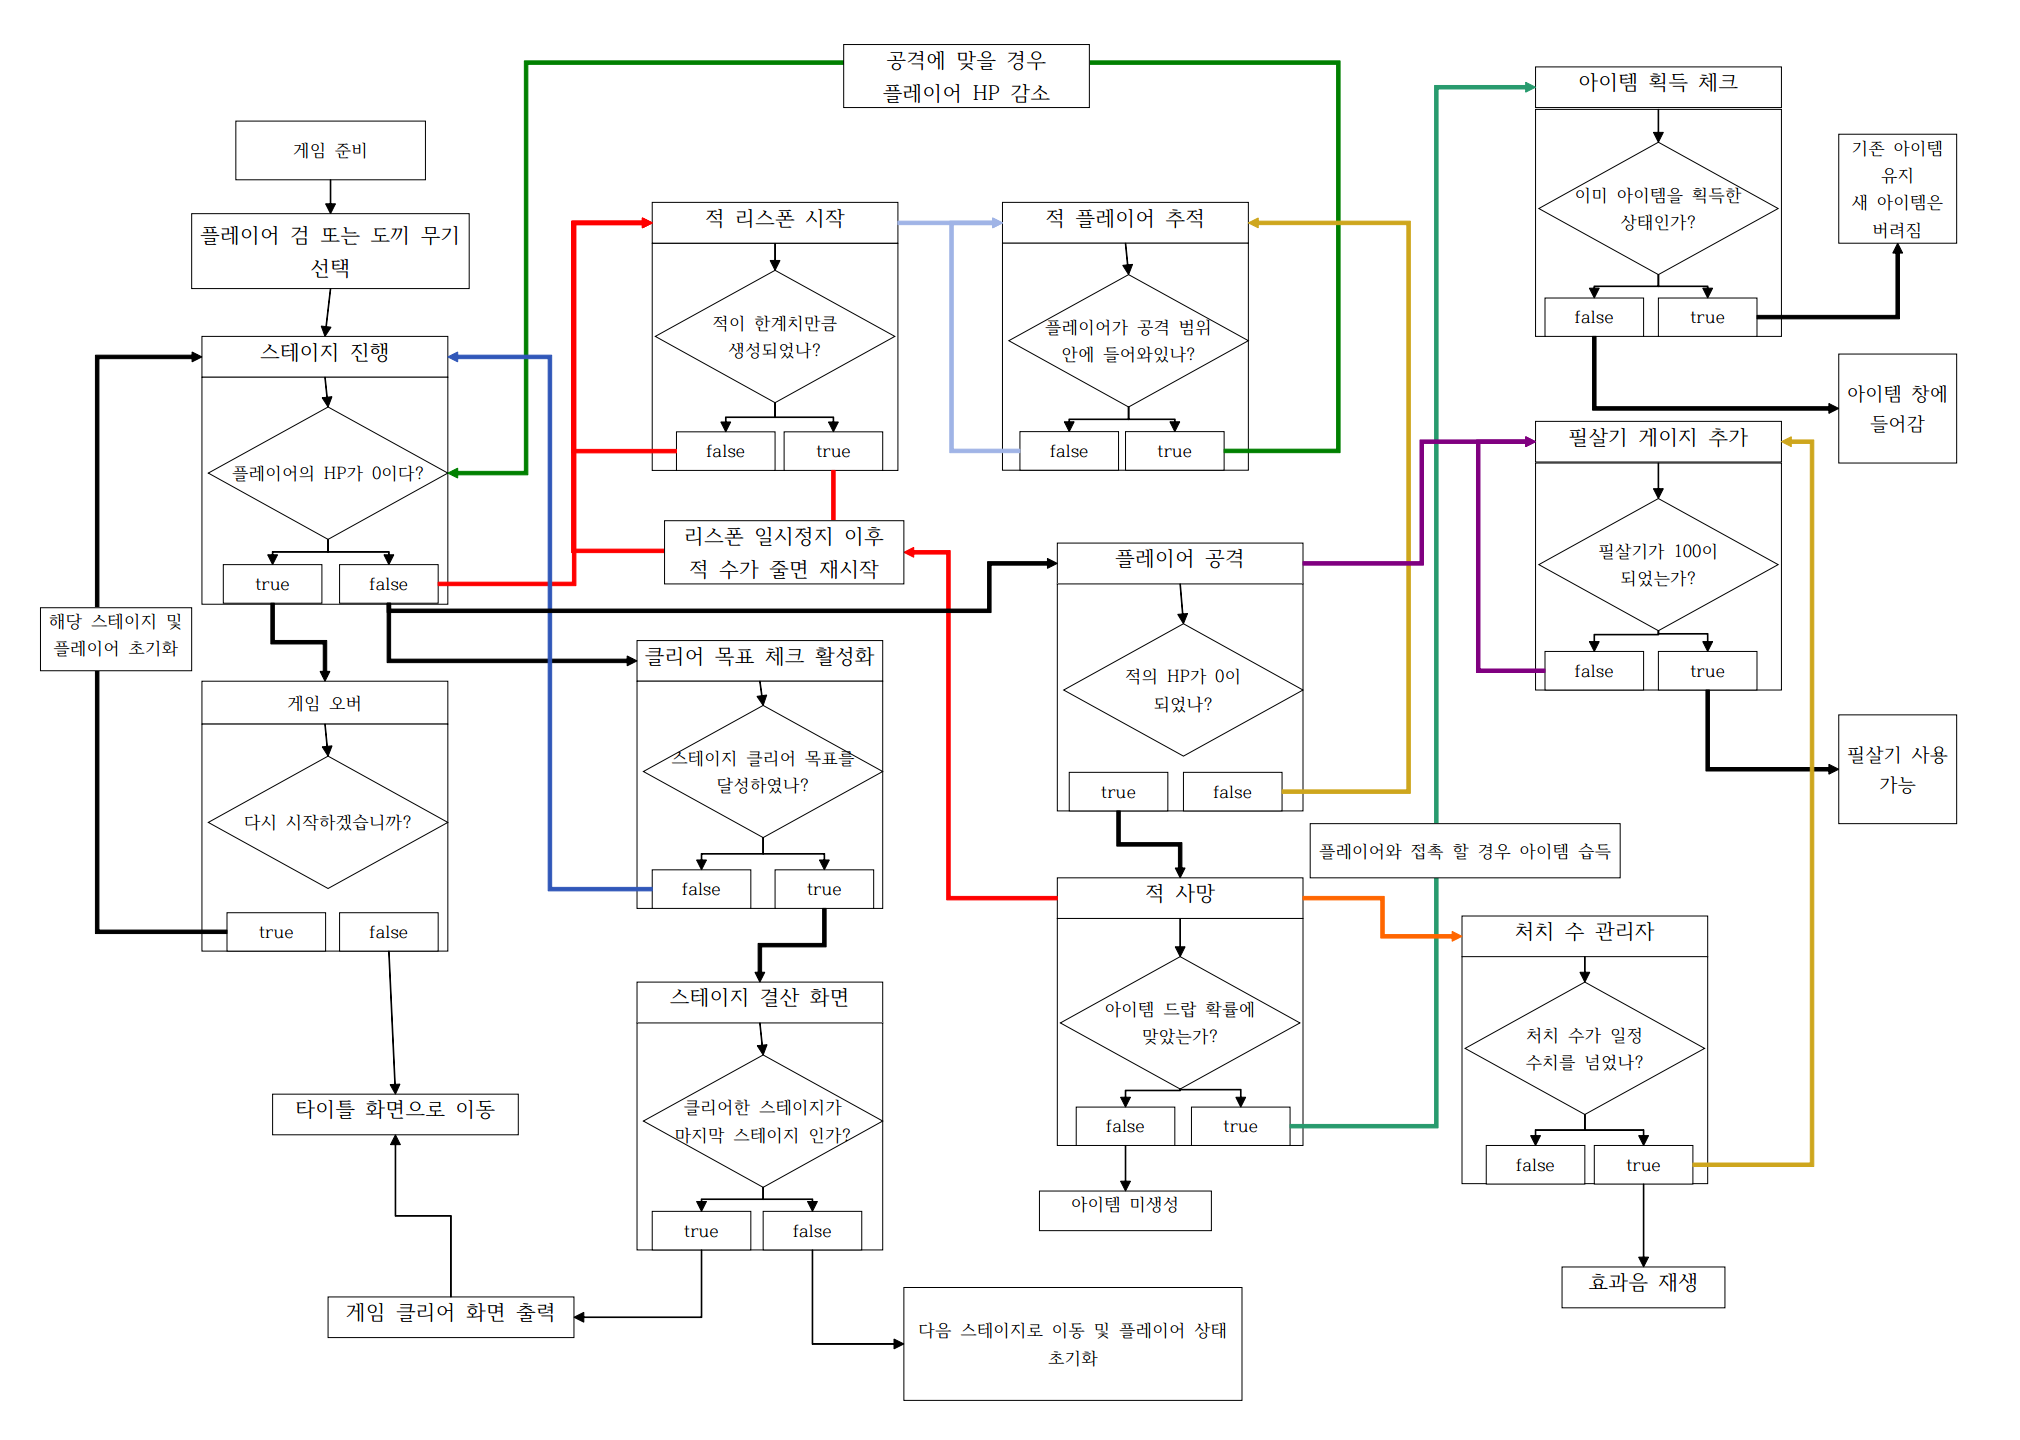 공격에 맞을 경우
플레이어 HP 감소
게임 준비
플레이어 검 또는 도끼 무기
선택
스테이지 진행
플레이어의 HP가 0이다?
true
false
해당 스테이지 및
플레이어 초기화
게임 오버
다시 시작하겠습니까?
true
false
타이틀 화면으로 이동
게임 클리어 화면 출력
적 리스폰 시작
적이 한계치만큼
생성되었나?
false
true
리스폰 일시정지 이후
적 수가 줄면 재시작
클리어 목표 체크 활성화
스테이지 클리어 목표를
달성하였나?
false
true
스테이지 결산 화면
클리어한 스테이지가
마지막 스테이지 인가?
true
false
다음 스테이지로 이동 및 플레이어 상태
초기화
적 플레이어 추적
플레이어가 공격 범위
안에 들어와있나?
false
true
플레이어 공격
적의 HP가 0이
되었나?
true
false
적 사망
아이템 드랍 확률에
맞았는가?
false
true
아이템 미생성
플레이어와 접촉 할 경우 아이템 습득
처치 수 관리자
처치 수가 일정
수치를 넘었나?
false
true
효과음 재생
아이템 획득 체크
이미 아이템을 획득한
상태인가?
false
true
기존 아이템
유지
새 아이템은
버려짐
아이템 창에
들어감
필살기 게이지 추가
필살기가 100이
되었는가?
false
true
필살기 사용
가능